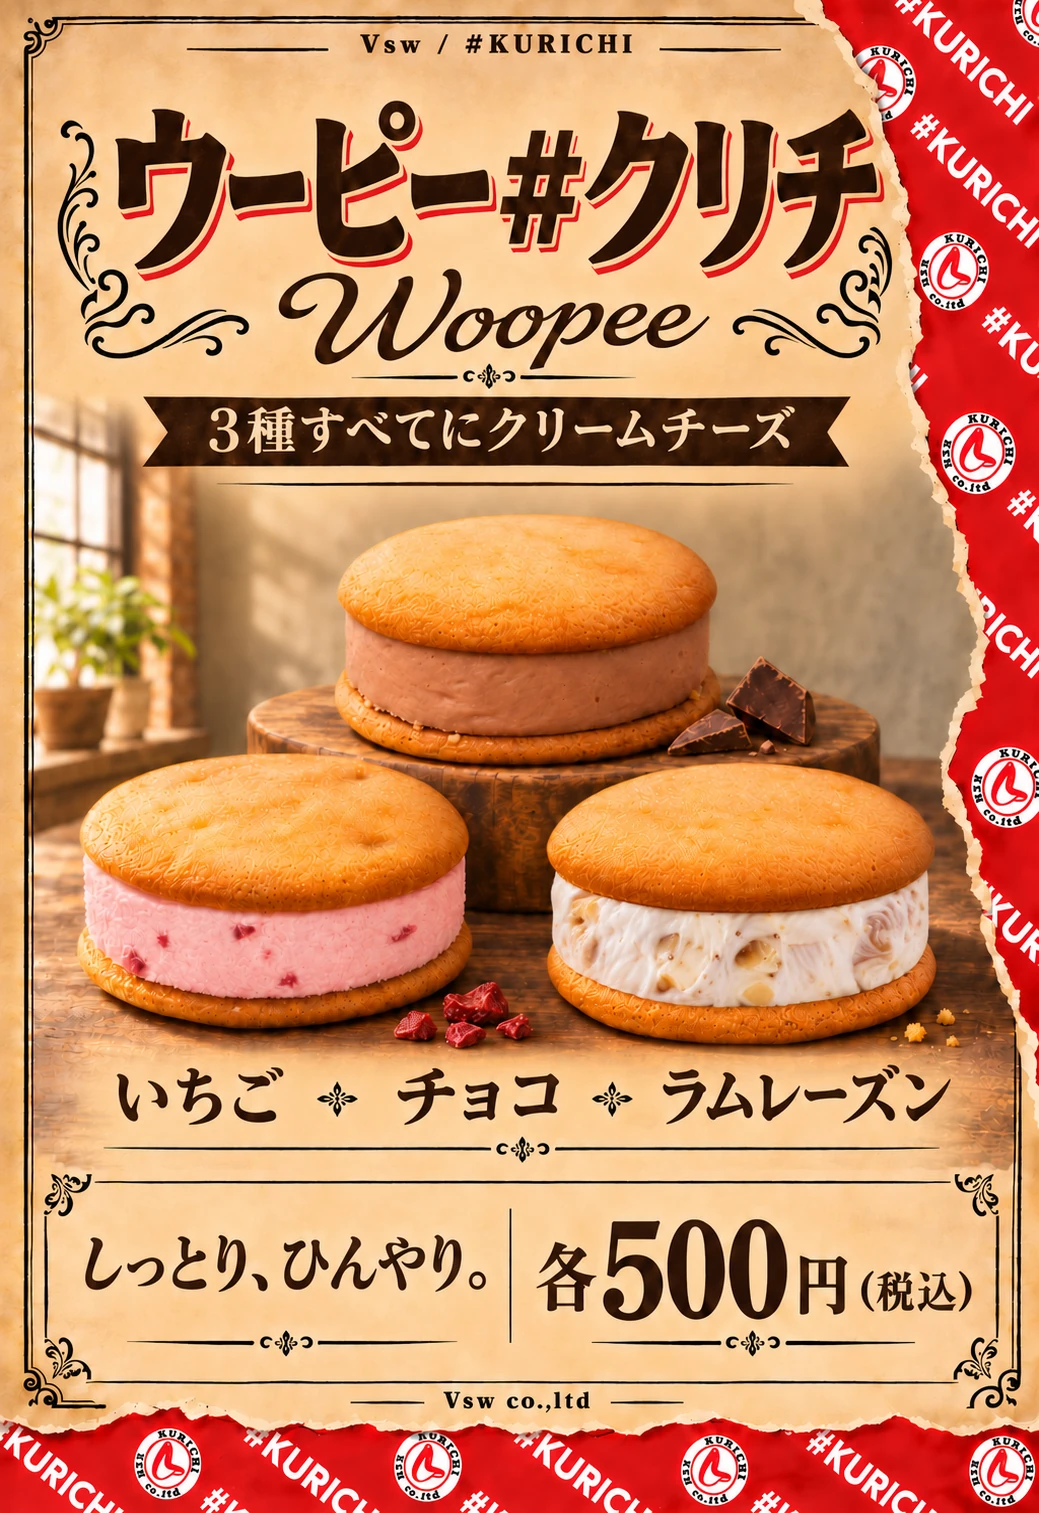 Vsw / #KURICHI
ウーピー#クリチ
Woopee
3種すべてにクリームチーズ
いちご チョコ ラムレーズン
しっとり、ひんやり。
各500円(税込)
Vsw co.,ltd
#KURICHI
#KURICHI
KURICHI
co.ltd